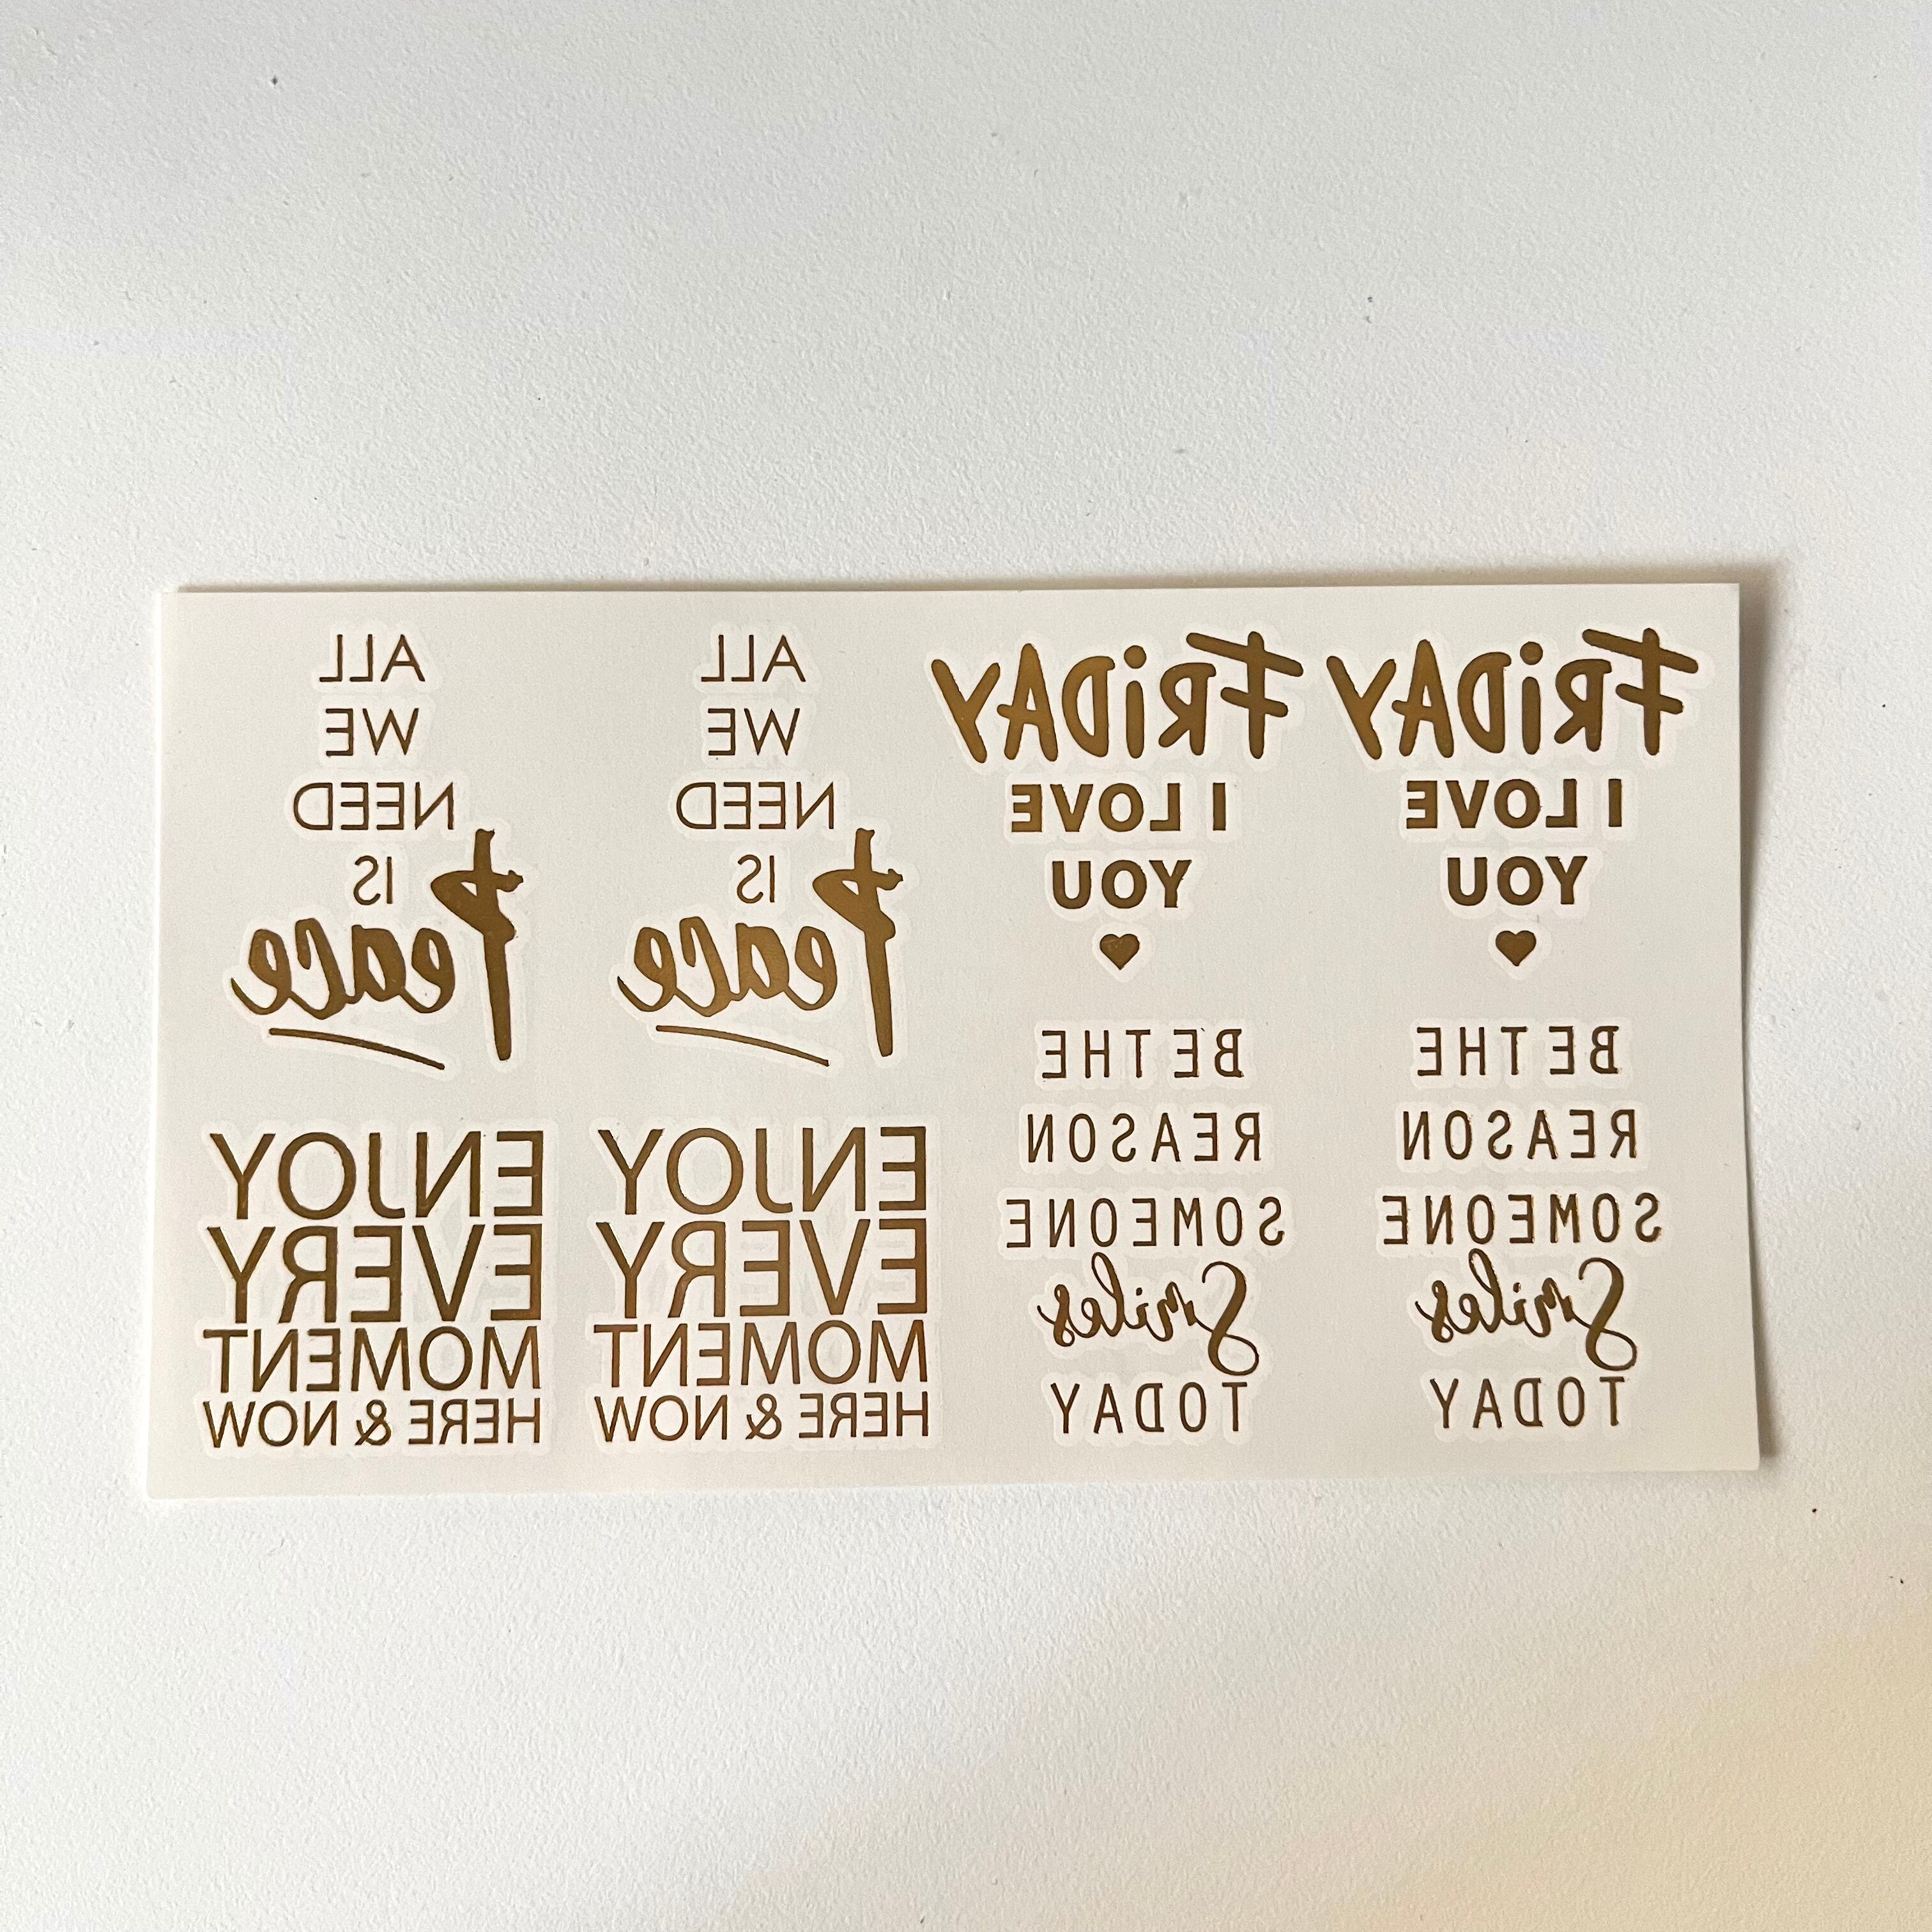 ALL
WE
NEED
IS
Peace
ALL
WE
NEED
IS
Peace
FRiDAY
I LOVE
YOU
FRiDAY
I LOVE
YOU
ENJOY
EVERY
MOMENT
HERE & NOW
ENJOY
EVERY
MOMENT
HERE & NOW
BE THE
REASON
SOMEONE
Smiles
TODAY
BE THE
REASON
SOMEONE
Smiles
TODAY